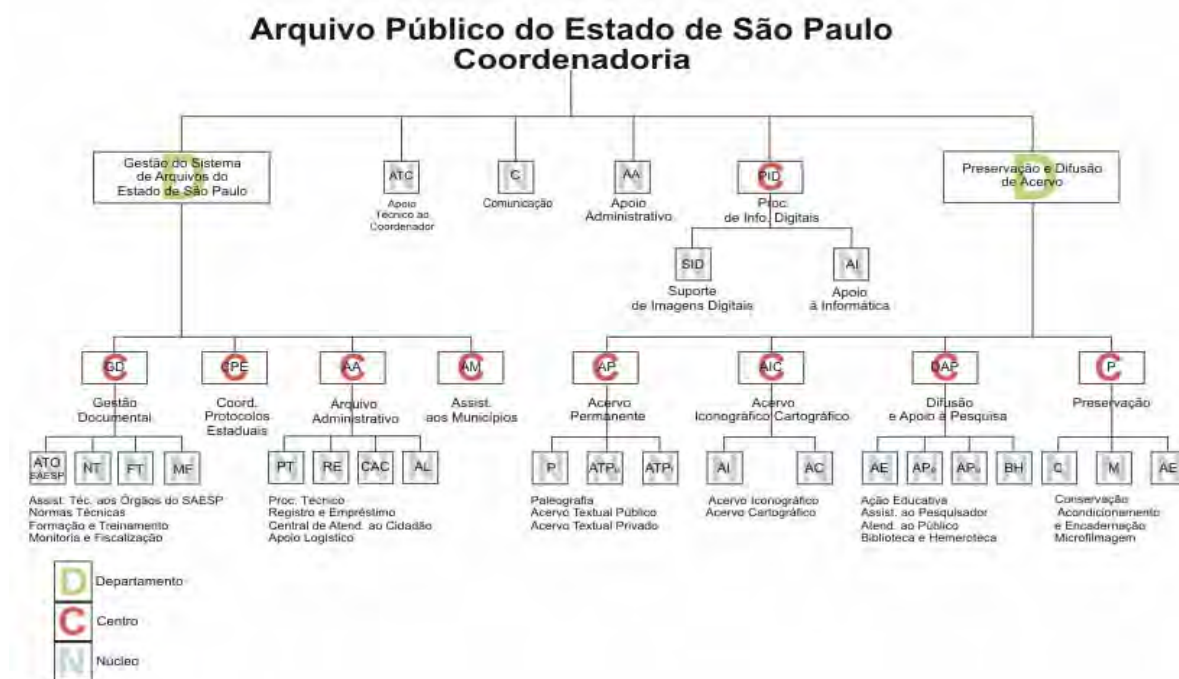 Arquivo Público do Estado de São Paulo
Coordenadoria
Gestão do Sistema
de Arquivos do
Estado de São Paulo
D
ATC
N
Apoio
Técnico ao
Coordenador
C
N
Comunicação
AA
N
Apoio
Administrativo
PID
C
Proc.
de Info. Digitais
Preservação e Difusão
de Acervo
D
SID
N
Suporte
de Imagens Digitais
AI
N
Apoio
à Informática
GD
C
Gestão
Documental
CPE
C
Coord.
Protocolos
Estaduais
AA
C
Arquivo
Administrativo
AM
C
Assist.
aos Municípios
AP
C
Acervo
Permanente
AIC
C
Acervo
Iconográfico Cartográfico
DAP
C
Difusão
e Apoio à Pesquisa
P
C
Preservação
ATO
SAESP
N
NT
N
FT
N
MF
N
Assist. Téc. aos Órgãos do SAESP
Normas Técnicas
Formação e Treinamento
Monitoria e Fiscalização
PT
N
RE
N
CAC
N
AL
N
Proc. Técnico
Registro e Empréstimo
Central de Atend. ao Cidadão
Apoio Logístico
P
N
ATPu
N
ATPr
N
Paleografia
Acervo Textual Público
Acervo Textual Privado
AI
N
AC
N
Acervo Iconográfico
Acervo Cartográfico
AE
N
APe
N
APu
N
BH
N
Ação Educativa
Assist. ao Pesquisador
Atend. ao Público
Biblioteca e Hemeroteca
C
N
M
N
AE
N
Conservação
Acondicionamento
e Encadernação
Microfilmagem
D
Departamento
C
Centro
N
Núcleo